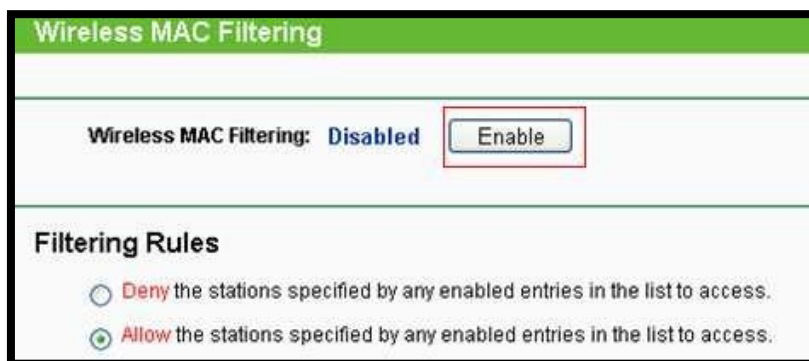 Wireless MAC Filtering
Wireless MAC Filtering: Disabled Enable
Filtering Rules
Deny the stations specified by any enabled entries in the list to access.
Allow the stations specified by any enabled entries in the list to access.